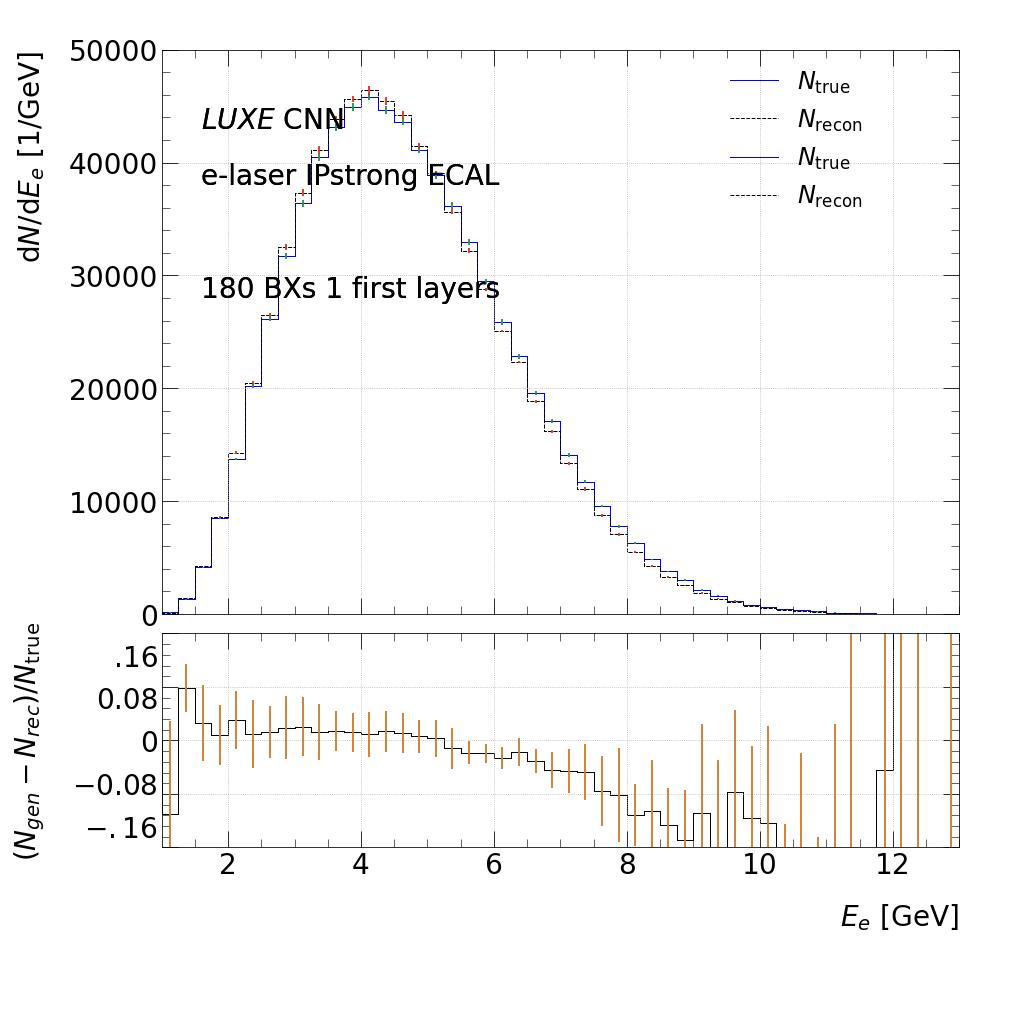 50000
40000
30000
20000
10000
0
dN/dE_e [1/GeV]
LUXE CNN
e-laser IPstrong ECAL
180 BXs 1 first layers
N_true
N_recon
N_true
N_recon
.16
0.08
0
−0.08
−.16
(N_gen − N_rec)/N_true
2 4 6 8 10 12
E_e [GeV]